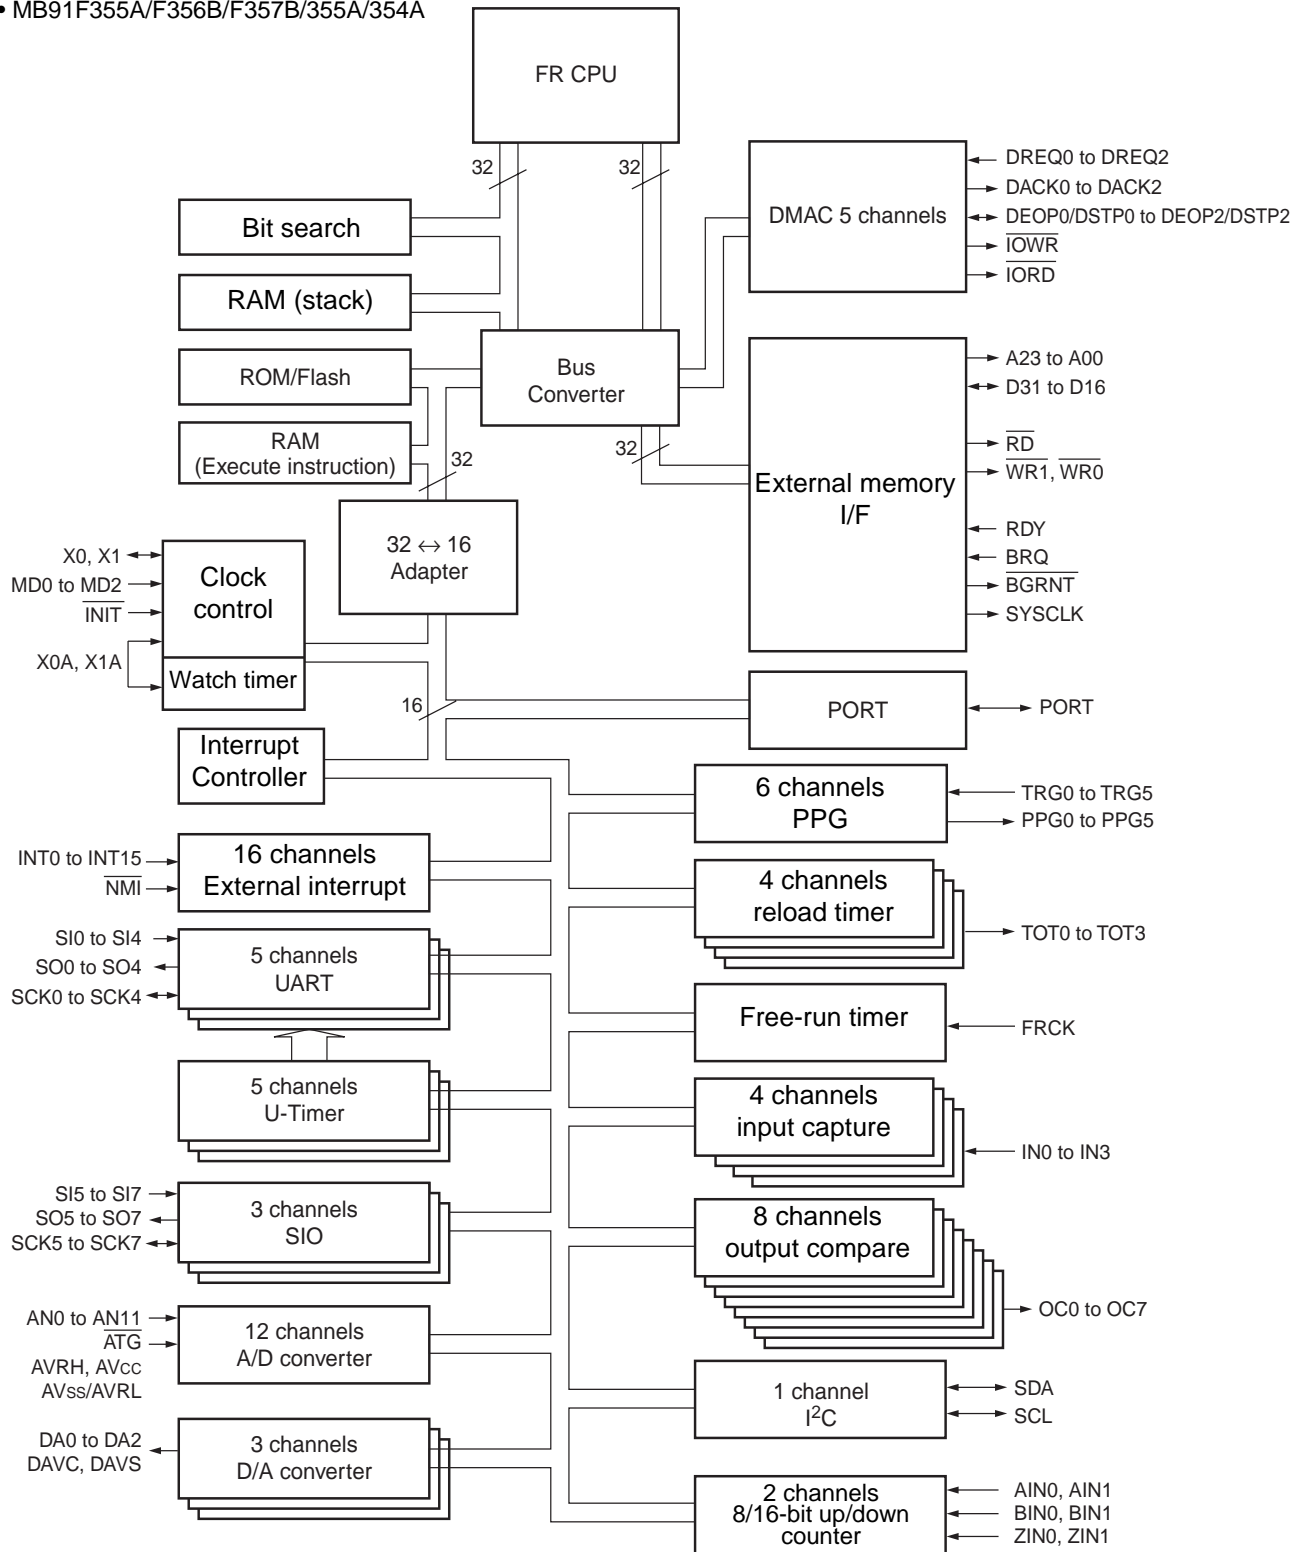 • MB91F355A/F356B/F357B/355A/354A
FR CPU
32
32
Bit search
RAM (stack)
ROM/Flash
RAM
(Execute instruction)
Bus
Converter
DMAC 5 channels
DREQ0 to DREQ2
DACK0 to DACK2
DEOP0/DSTP0 to DEOP2/DSTP2
IOWR
IORD
32
32
External memory
I/F
A23 to A00
D31 to D16
RD
WR1, WR0
RDY
BRQ
BGRNT
SYSCLK
32 ↔ 16
Adapter
X0, X1
MD0 to MD2
INIT
X0A, X1A
Clock
control
Watch timer
16
PORT
PORT
Interrupt
Controller
6 channels
PPG
TRG0 to TRG5
PPG0 to PPG5
INT0 to INT15
NMI
16 channels
External interrupt
4 channels
reload timer
TOT0 to TOT3
SI0 to SI4
SO0 to SO4
SCK0 to SCK4
5 channels
UART
Free-run timer
FRCK
5 channels
U-Timer
4 channels
input capture
IN0 to IN3
SI5 to SI7
SO5 to SO7
SCK5 to SCK7
3 channels
SIO
8 channels
output compare
OC0 to OC7
AN0 to AN11
ATG
AVRH, AVCC
AVSS/AVRL
12 channels
A/D converter
1 channel
I2C
SDA
SCL
DA0 to DA2
DAVC, DAVS
3 channels
D/A converter
2 channels
8/16-bit up/down
counter
AIN0, AIN1
BIN0, BIN1
ZIN0, ZIN1